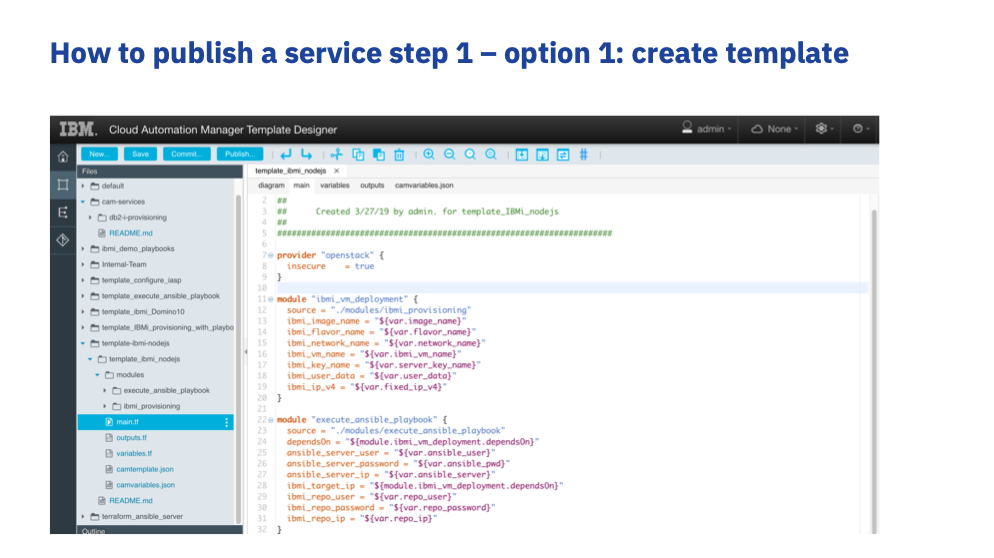 How to publish a service step 1 – option 1: create template
IBM. Cloud Automation Manager Template Designer admin None
New... Save Commit... Publish...
Files
default
cam-services
db2-i-provisioning
README.md
ibmi_demo_playbooks
Internal-Team
template_configure_iasp
template_execute_ansible_playbook
template_ibmi_Domino10
template_IBMi_provisioning_with_playbo
template-ibmi-nodejs
template_ibmi_nodejs
modules
execute_ansible_playbook
ibmi_provisioning
main.tf
outputs.tf
variables.tf
camtemplate.json
camvariables.json
README.md
terraform_ansible_server
Outline
template_ibmi_nodejs ×
diagram main variables outputs camvariables.json
2 ##
3 ## Created 3/27/19 by admin. for template_IBMi_nodejs
4 ##
5 ####################################################################
6
7 provider "openstack" {
8 insecure = true
9 }
10
11 module "ibmi_vm_deployment" {
12 source = "./modules/ibmi_provisioning"
13 ibmi_image_name = "${var.image_name}"
14 ibmi_flavor_name = "${var.flavor_name}"
15 ibmi_network_name = "${var.network_name}"
16 ibmi_vm_name = "${var.ibmi_vm_name}"
17 ibmi_key_name = "${var.server_key_name}"
18 ibmi_user_data = "${var.user_data}"
19 ibmi_ip_v4 = "${var.fixed_ip_v4}"
20 }
21
22 module "execute_ansible_playbook" {
23 source = "./modules/execute_ansible_playbook"
24 dependsOn = "${module.ibmi_vm_deployment.dependsOn}"
25 ansible_server_user = "${var.ansible_user}"
26 ansible_server_password = "${var.ansible_pwd}"
27 ansible_server_ip = "${var.ansible_server}"
28 ibmi_target_ip = "${module.ibmi_vm_deployment.dependsOn}"
29 ibmi_repo_user = "${var.repo_user}"
30 ibmi_repo_password = "${var.repo_password}"
31 ibmi_repo_ip = "${var.repo_ip}"
32 }